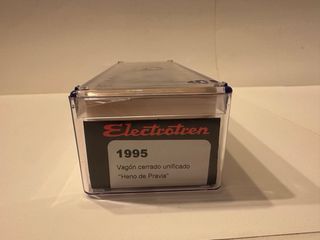 Electrotren
1995
Vagón cerrado unificado
"Heno de Pravia"